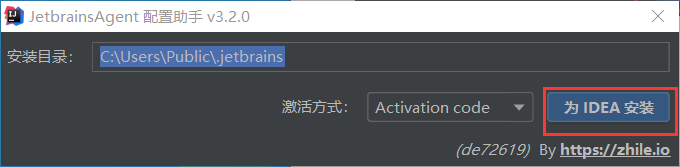 JetbrainsAgent 配置助手 v3.2.0
安装目录: C:\Users\Public\.jetbrains
激活方式: Activation code 为 IDEA 安装
(de72619) By https://zhile.io